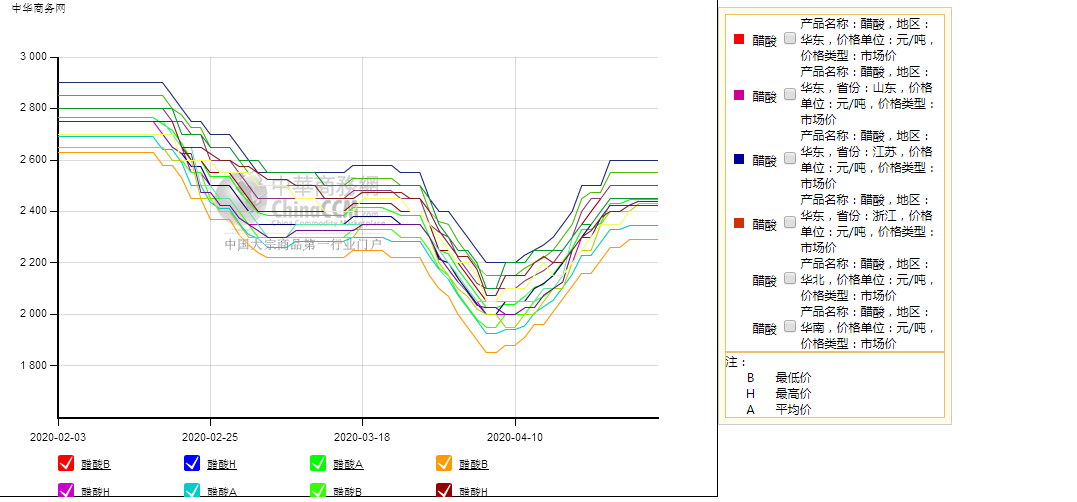 中华商务网
3 000
2 800
2 600
2 400
2 200
2 000
1 800
2020-02-03
2020-02-25
2020-03-18
2020-04-10
中華商務網
ChinaCCM.com
China Commodity Marketplace
中国大宗商品第一行业门户
醋酸B
醋酸H
醋酸A
醋酸B
醋酸H
醋酸A
醋酸B
醋酸H
醋酸
产品名称：醋酸，地区：
华东，价格单位：元/吨，
价格类型：市场价
醋酸
产品名称：醋酸，地区：
华东，省份：山东，价格
单位：元/吨，价格类型：
市场价
醋酸
产品名称：醋酸，地区：
华东，省份：江苏，价格
单位：元/吨，价格类型：
市场价
醋酸
产品名称：醋酸，地区：
华东，省份：浙江，价格
单位：元/吨，价格类型：
市场价
醋酸
产品名称：醋酸，地区：
华北，价格单位：元/吨，
价格类型：市场价
醋酸
产品名称：醋酸，地区：
华南，价格单位：元/吨，
价格类型：市场价
注：
B 最低价
H 最高价
A 平均价